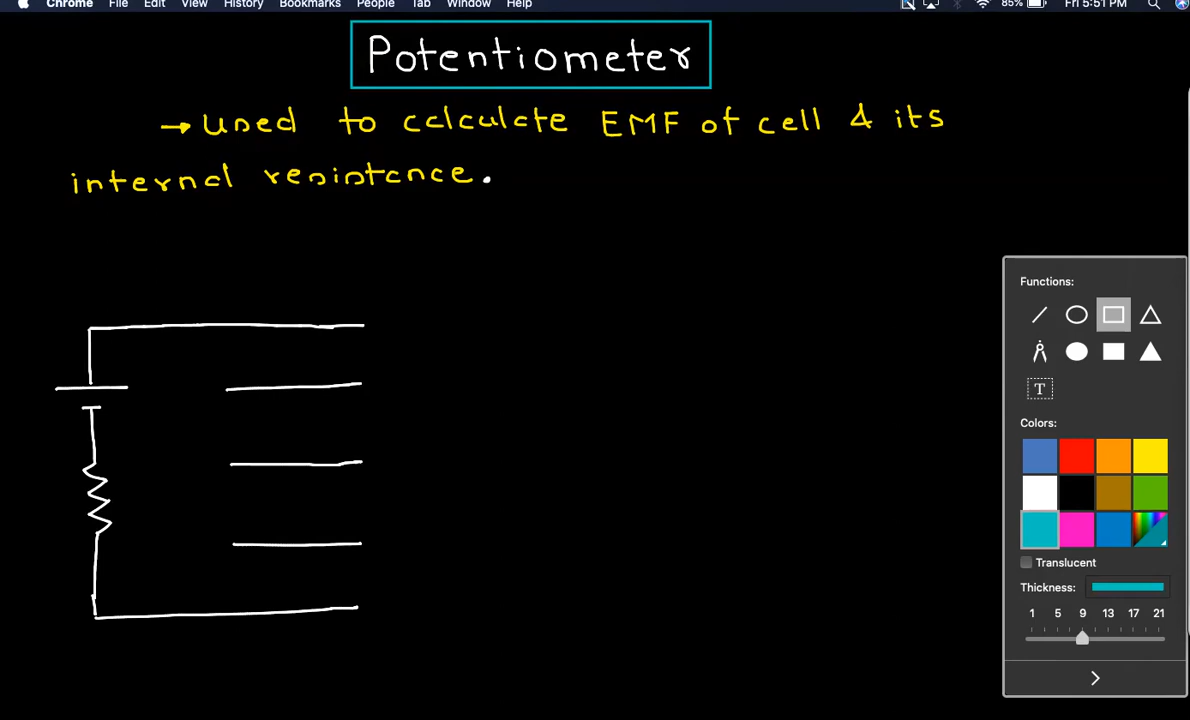 Chrome File Edit View History Bookmarks People Tab Window Help 85% Fri 5:51 PM
Potentiometer
→ used to calculate EMF of cell & its
internal resistance.
Functions:
T
Colors:
Translucent
Thickness:
1 5 9 13 17 21